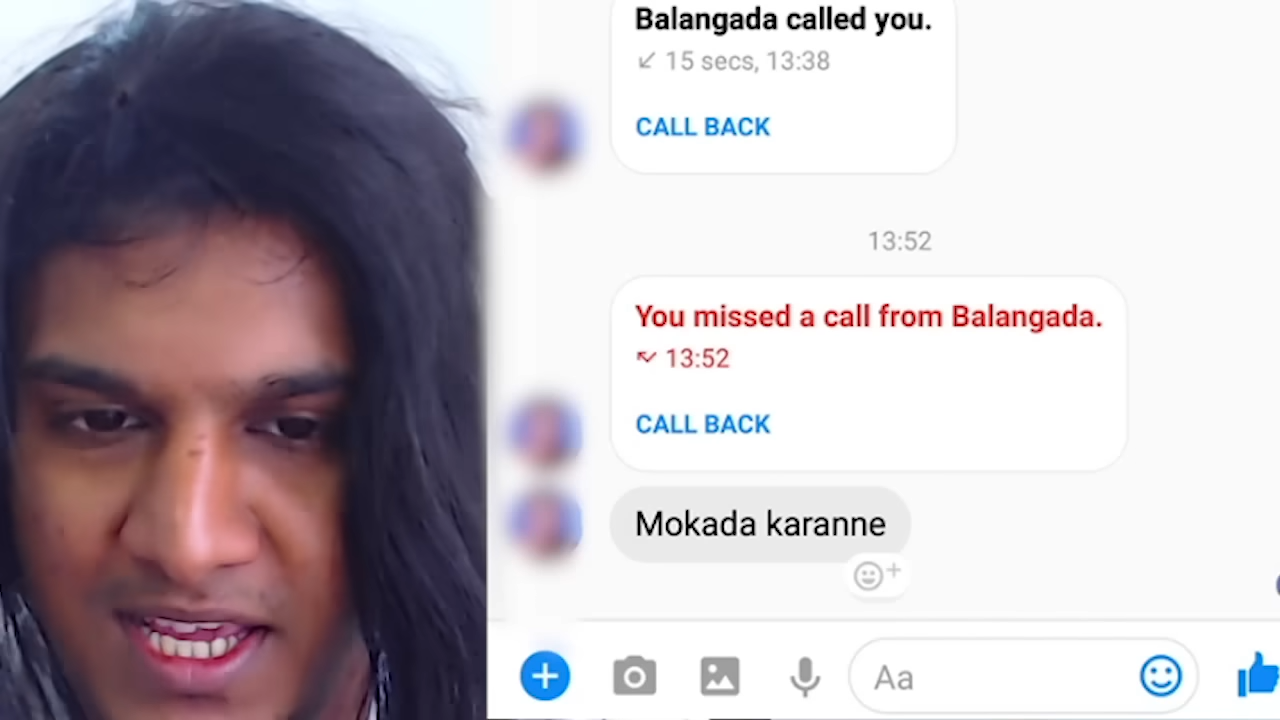 Balangada called you.
15 secs, 13:38
CALL BACK
13:52
You missed a call from Balangada.
13:52
CALL BACK
Mokada karanne
Aa